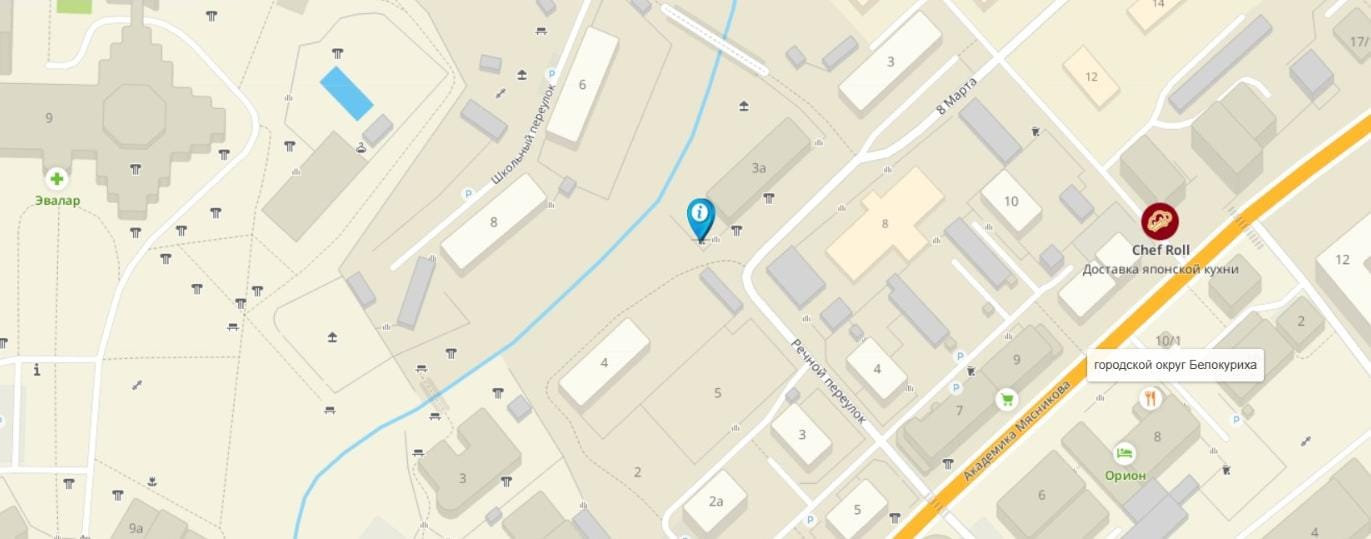 14
17/
3
12
6
9
8 Марта
Школьный переулок
3а
Эвалар
8
10
8
Chef Roll
Доставка японской кухни
12
2
10/1
Речной переулок
городской округ Белокуриха
4
4
9
5
7
Академика Мясникова
3
8
2
3
Орион
6
2а
5
9а
4
P
P
P
P
P
P
i
i